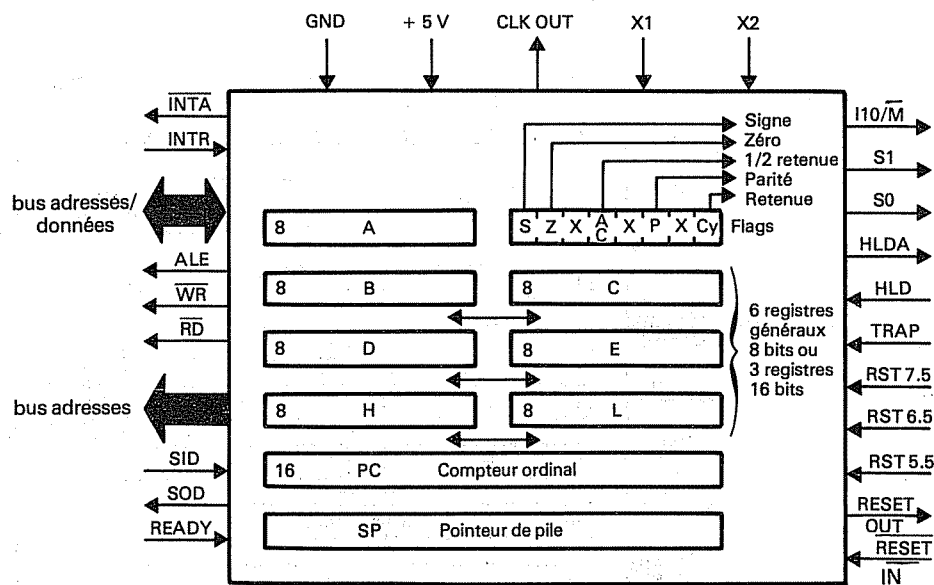 GND + 5 V CLK OUT X1 X2
INTA
INTR
bus adresses/
données
ALE
WR
RD
bus adresses
SID
SOD
READY
Signe
Zéro
1/2 retenue
Parité
Retenue
8 A
S Z X AC X P X Cy Flags
8 B
8 C
8 D
8 E
8 H
8 L
6 registres
généraux
8 bits ou
3 registres
16 bits
16 PC Compteur ordinal
SP Pointeur de pile
I10/M
S1
S0
HLDA
HLD
TRAP
RST 7.5
RST 6.5
RST 5.5
RESET
OUT
RESET
IN